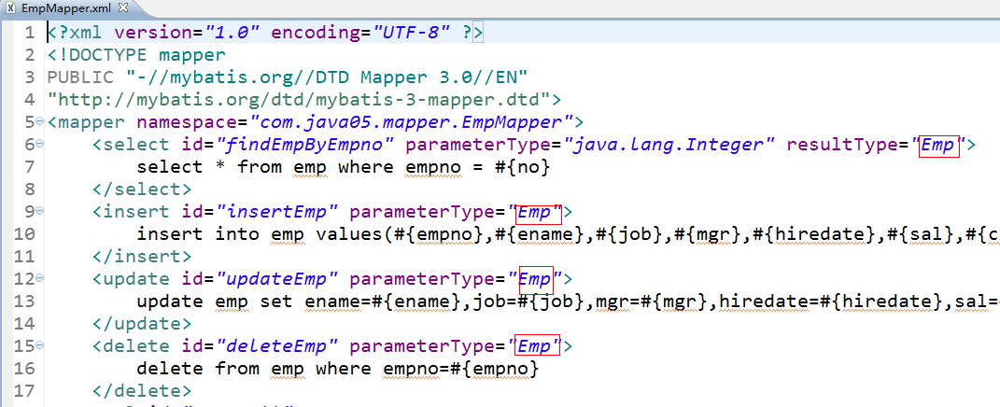 EmpMapper.xml
1 <?xml version="1.0" encoding="UTF-8" ?>
2 <!DOCTYPE mapper
3 PUBLIC "-//mybatis.org//DTD Mapper 3.0//EN"
4 "http://mybatis.org/dtd/mybatis-3-mapper.dtd">
5 <mapper namespace="com.java05.mapper.EmpMapper">
6 <select id="findEmpByEmpno" parameterType="java.lang.Integer" resultType="Emp">
7 select * from emp where empno = #{no}
8 </select>
9 <insert id="insertEmp" parameterType="Emp">
10 insert into emp values(#{empno},#{ename},#{job},#{mgr},#{hiredate},#{sal},#{c
11 </insert>
12 <update id="updateEmp" parameterType="Emp">
13 update emp set ename=#{ename},job=#{job},mgr=#{mgr},hiredate=#{hiredate},sal=
14 </update>
15 <delete id="deleteEmp" parameterType="Emp">
16 delete from emp where empno=#{empno}
17 </delete>